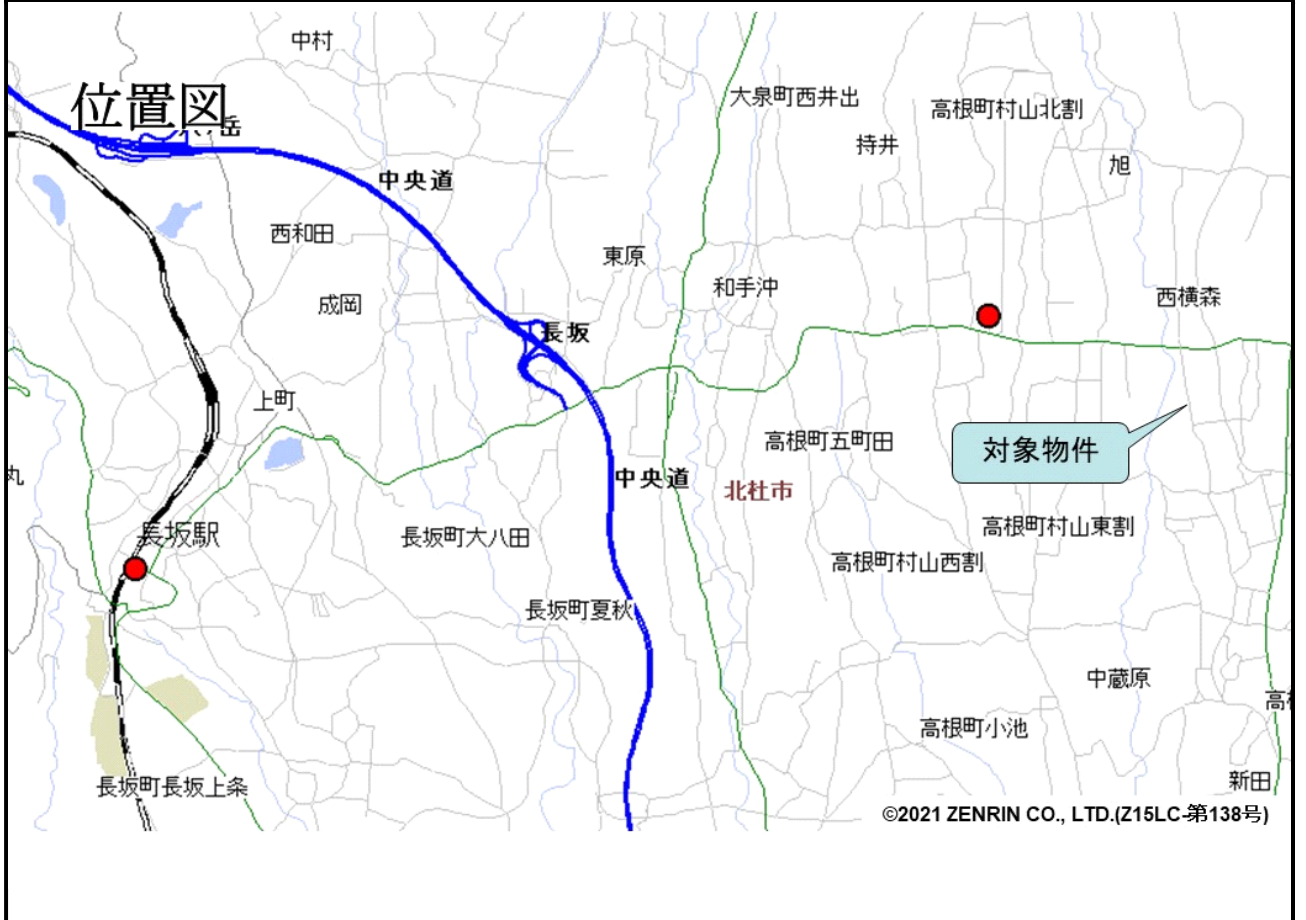 中村
位置図
岳
中央道
大泉町西井出
高根町村山北割
持井
旭
西和田
東原
和手沖
成岡
西横森
長坂
上町
高根町五町田
対象物件
丸
中央道
北杜市
長坂駅
長坂町大八田
高根町村山東割
高根町村山西割
長坂町夏秋
中蔵原
高根町小池
新田
長坂町長坂上条
©2021 ZENRIN CO., LTD.(Z15LC-第138号)